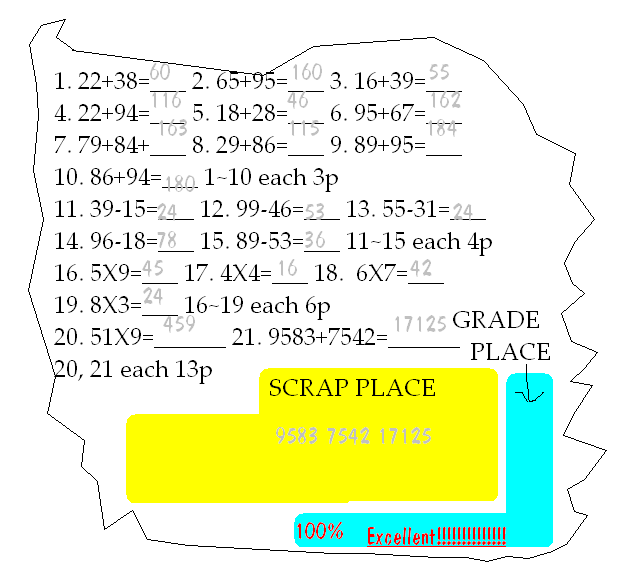 1. 22+38=60 2. 65+95=160 3. 16+39=55
4. 22+94=116 5. 18+28=46 6. 95+67=162
7. 79+84+163 8. 29+86=115 9. 89+95=184
10. 86+94=180 1~10 each 3p
11. 39-15=24 12. 99-46=53 13. 55-31=24
14. 96-18=78 15. 89-53=36 11~15 each 4p
16. 5X9=45 17. 4X4=16 18. 6X7=42
19. 8X3=24 16~19 each 6p
20. 51X9=459 21. 9583+7542=17125
20, 21 each 13p
GRADE
PLACE
SCRAP PLACE
9583 7542 17125
100% Excellent!!!!!!!!!!!!!